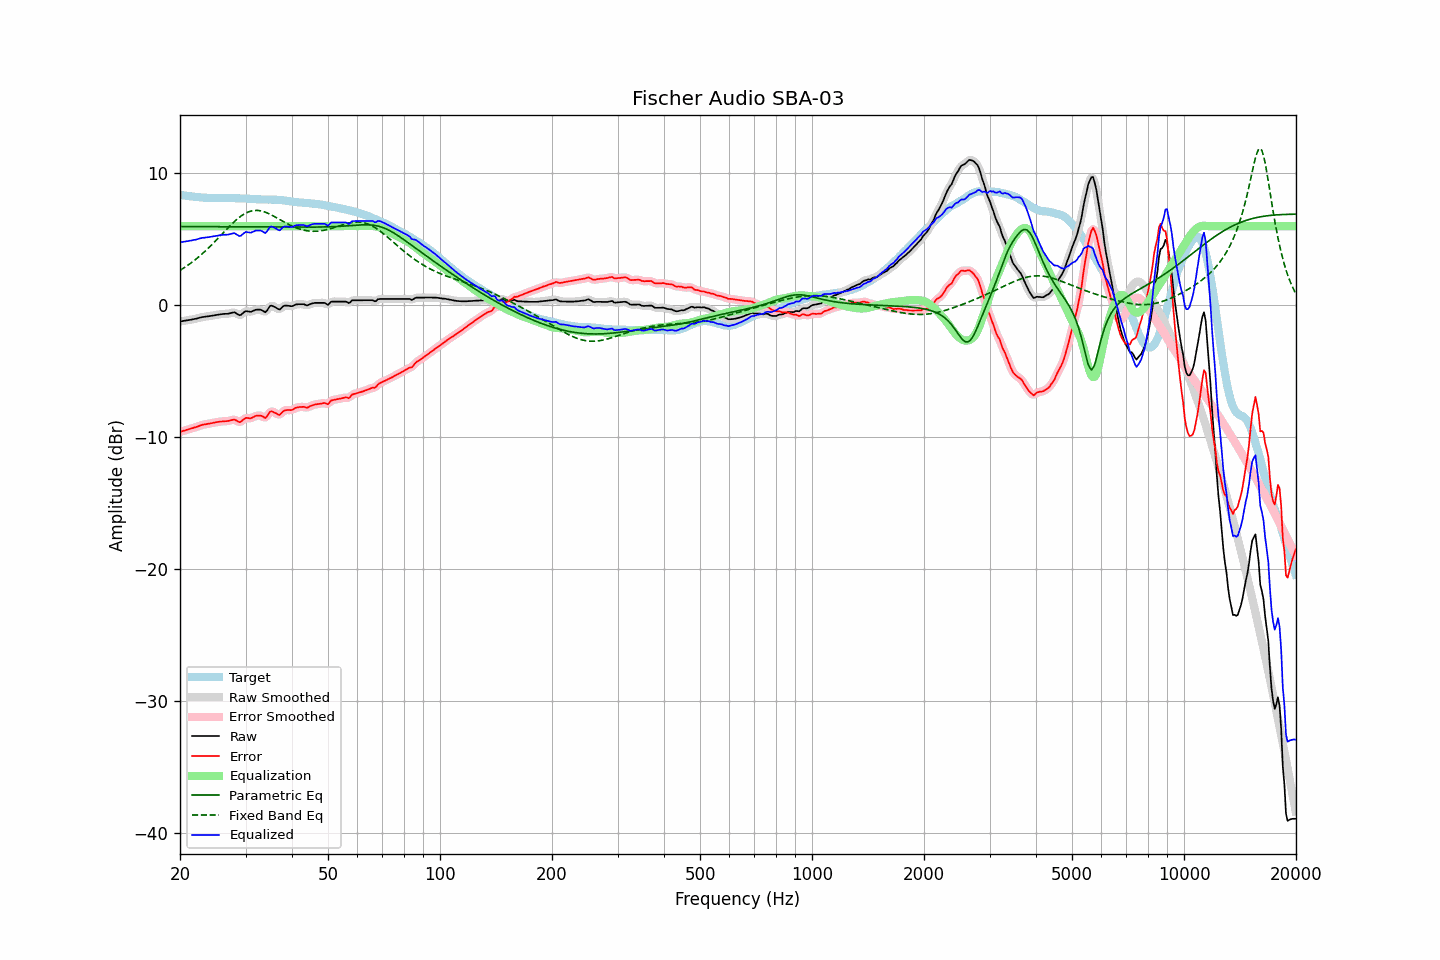 Fischer Audio SBA-03
Amplitude (dBr)
10
0
−10
−20
−30
−40
Target
Raw Smoothed
Error Smoothed
Raw
Error
Equalization
Parametric Eq
Fixed Band Eq
Equalized
20 50 100 200 500 1000 2000 5000 10000 20000
Frequency (Hz)